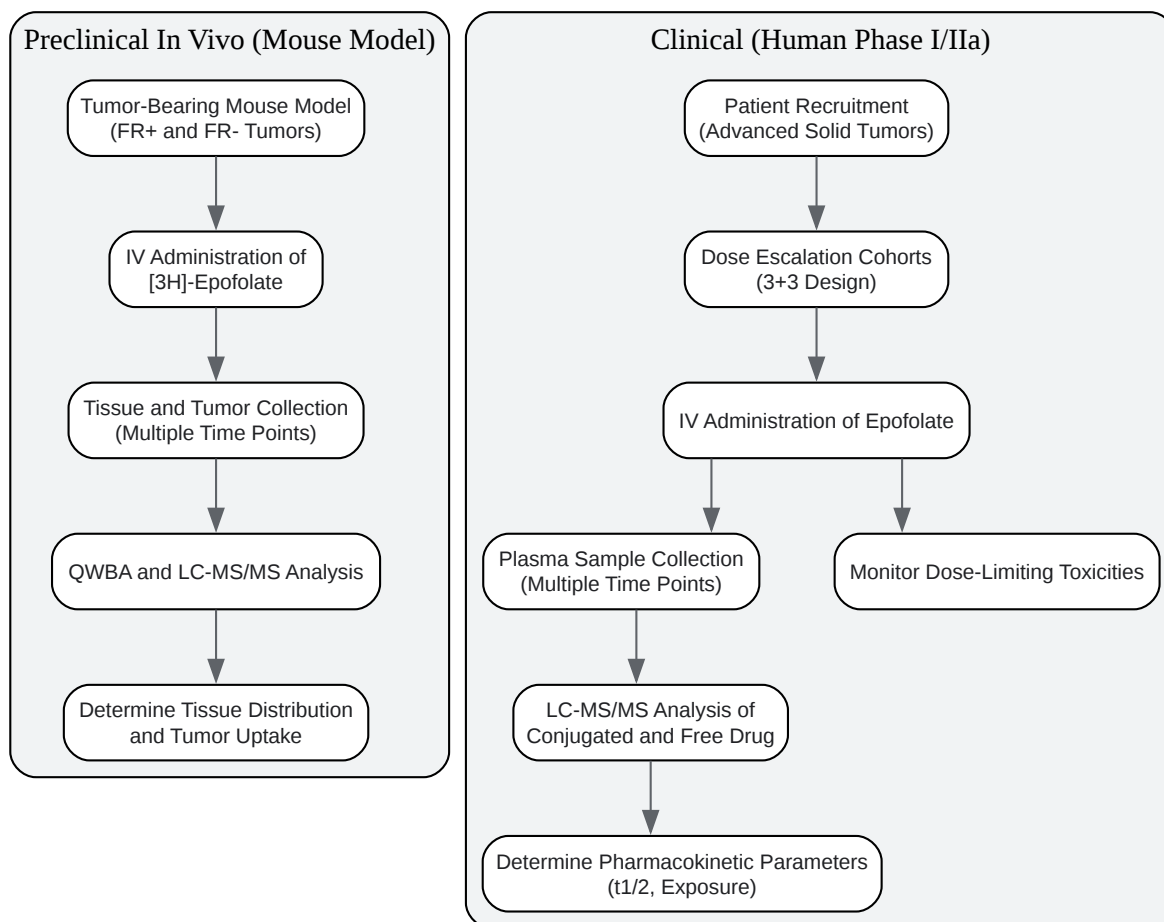 Preclinical In Vivo (Mouse Model)
Tumor-Bearing Mouse Model
(FR+ and FR- Tumors)
IV Administration of
[3H]-Epofolate
Tissue and Tumor Collection
(Multiple Time Points)
QWBA and LC-MS/MS Analysis
Determine Tissue Distribution
and Tumor Uptake
Clinical (Human Phase I/IIa)
Patient Recruitment
(Advanced Solid Tumors)
Dose Escalation Cohorts
(3+3 Design)
IV Administration of Epofolate
Plasma Sample Collection
(Multiple Time Points)
Monitor Dose-Limiting Toxicities
LC-MS/MS Analysis of
Conjugated and Free Drug
Determine Pharmacokinetic Parameters
(t1/2, Exposure)